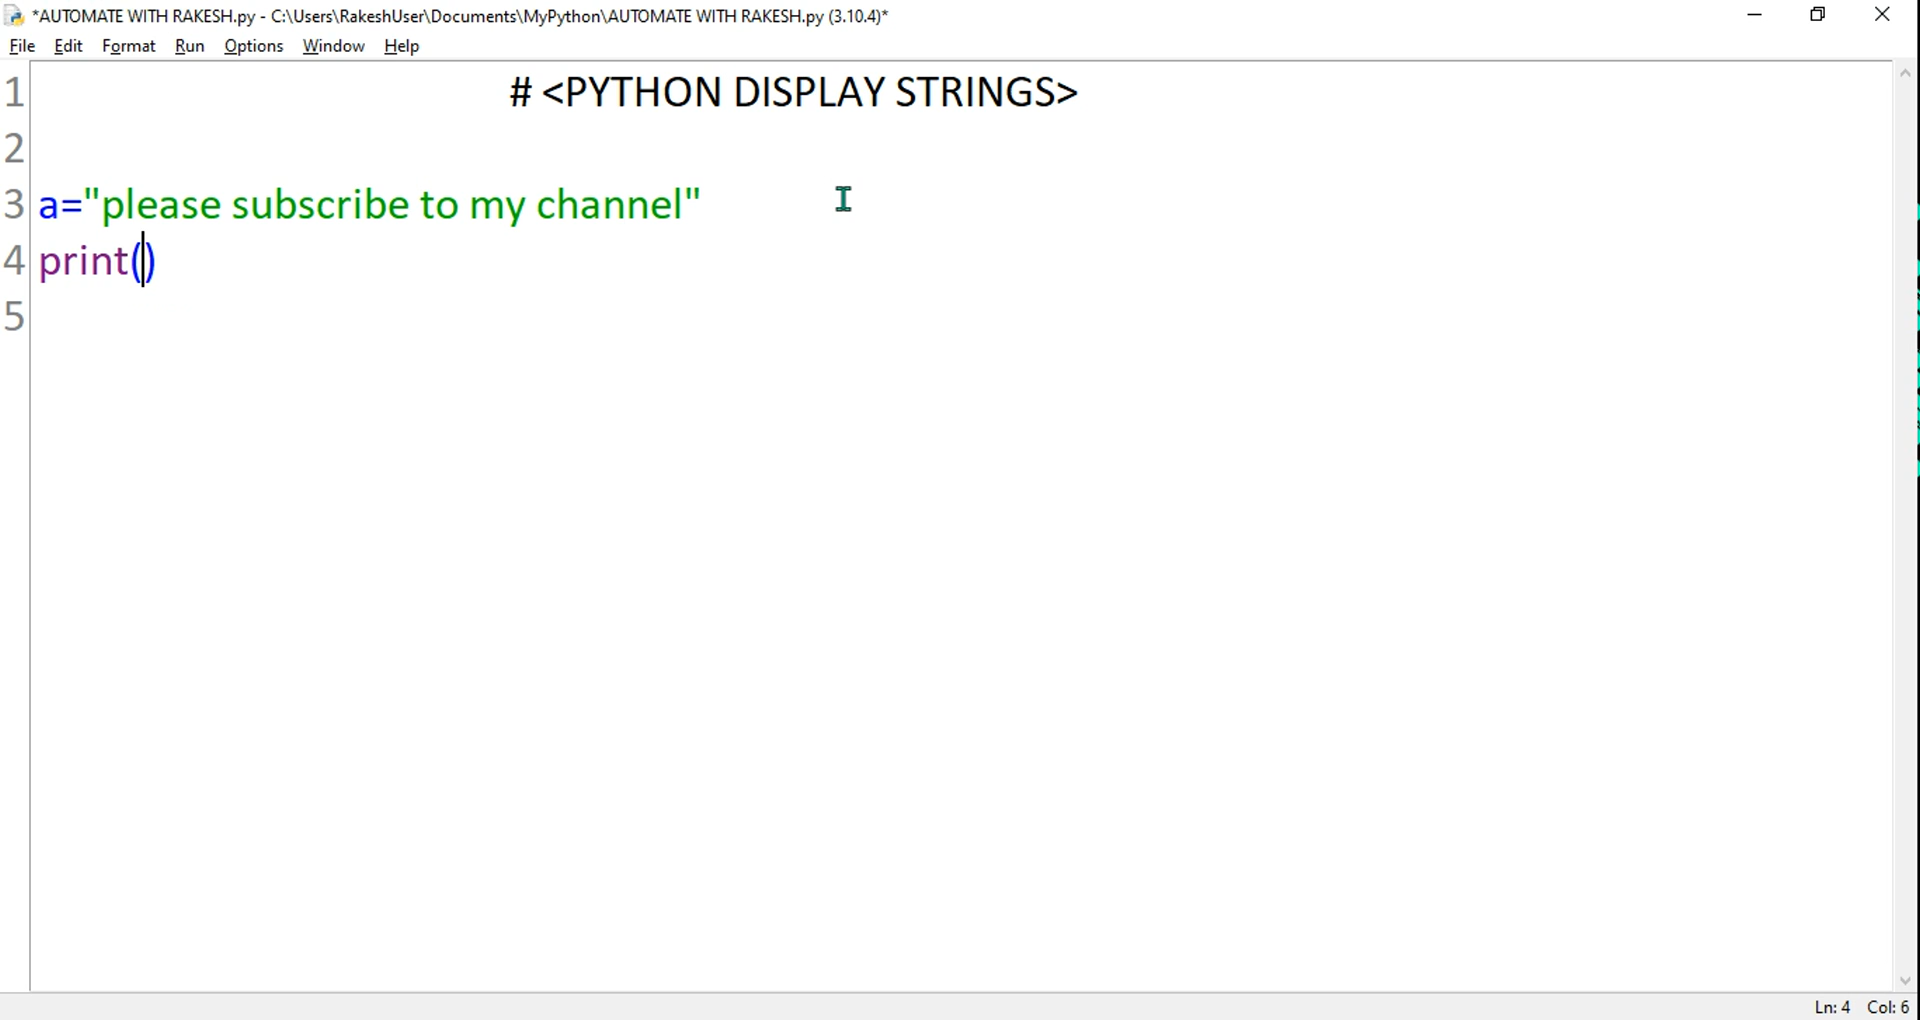 *AUTOMATE WITH RAKESH.py - C:\Users\RakeshUser\Documents\MyPython\AUTOMATE WITH RAKESH.py (3.10.4)*
File Edit Format Run Options Window Help
1 # <PYTHON DISPLAY STRINGS>
2
3 a="please subscribe to my channel"
4 print()
5
Ln: 4 Col: 6